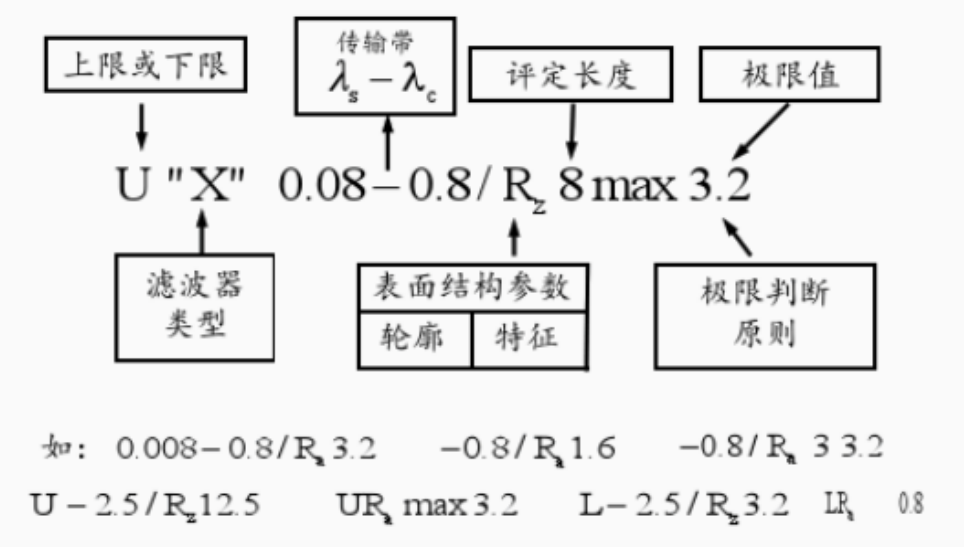 上限或下限
传输带
λs − λc
评定长度
极限值
U "X" 0.08−0.8/ Rz 8 max 3.2
滤波器
类型
表面结构参数
轮廓 特征
极限判断
原则
如: 0.008−0.8/Ra 3.2 −0.8/Ra 1.6 −0.8/Ra 3 3.2
U−2.5/Rz12.5 URa max 3.2 L−2.5/Rz 3.2 LRa 0.8